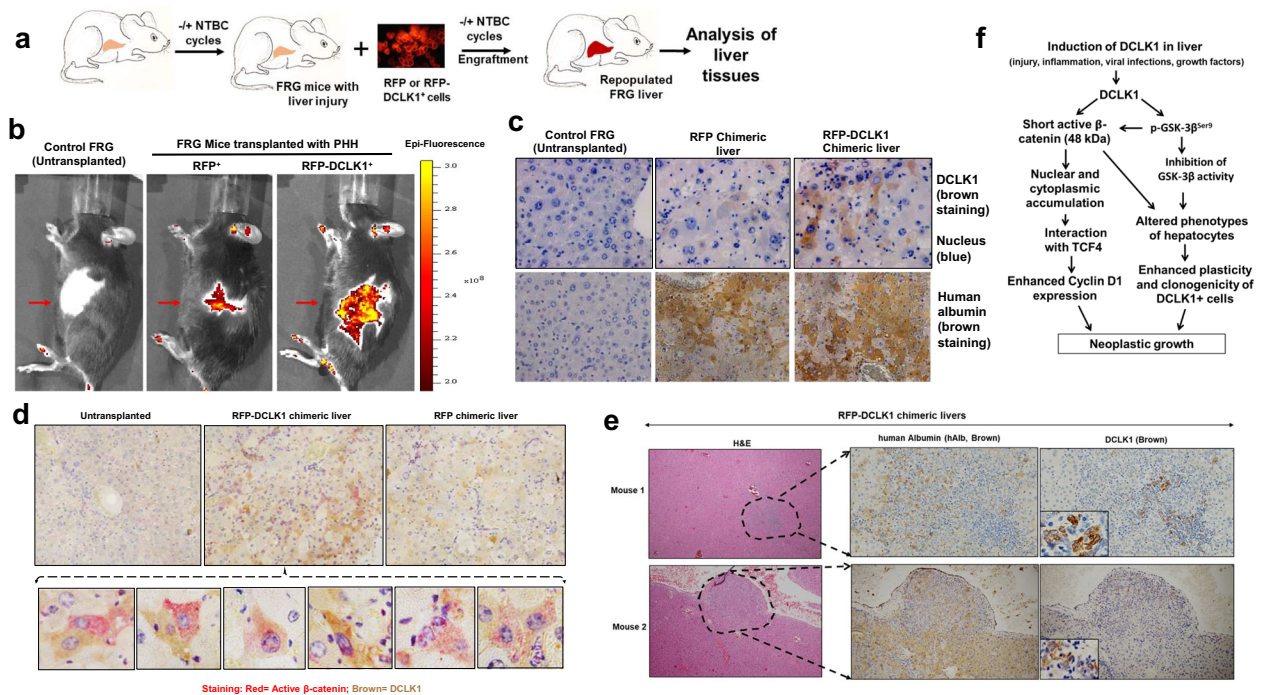 a
-/+ NTBC
cycles
FRG mice with
liver injury
+
RFP or RFP-
DCLK1⁺ cells
-/+ NTBC
cycles
Engraftment
Repopulated
FRG liver
Analysis of
liver
tissues
b
Control FRG
(Untransplanted)
FRG Mice transplanted with PHH
RFP⁺
RFP-DCLK1⁺
Epi-Fluorescence
3.0
2.8
2.6
×10⁸
2.4
2.2
2.0
c
Control FRG
(Untransplanted)
RFP Chimeric
liver
RFP-DCLK1
Chimeric liver
DCLK1
(brown
staining)
Nucleus
(blue)
Human
albumin
(brown
staining)
d
Untransplanted
RFP-DCLK1 chimeric liver
RFP chimeric liver
Staining: Red= Active β-catenin; Brown= DCLK1
e
RFP-DCLK1 chimeric livers
H&E
human Albumin (hAlb, Brown)
DCLK1 (Brown)
Mouse 1
Mouse 2
f
Induction of DCLK1 in liver
(injury, inflammation, viral infections, growth factors)
DCLK1
Short active β-
catenin (48 kDa)
p-GSK-3β^Ser9
Nuclear and
cytoplasmic
accumulation
Inhibition of
GSK-3β activity
Interaction
with TCF4
Altered phenotypes
of hepatocytes
Enhanced Cyclin D1
expression
Enhanced plasticity
and clonogenicity of
DCLK1+ cells
Neoplastic growth